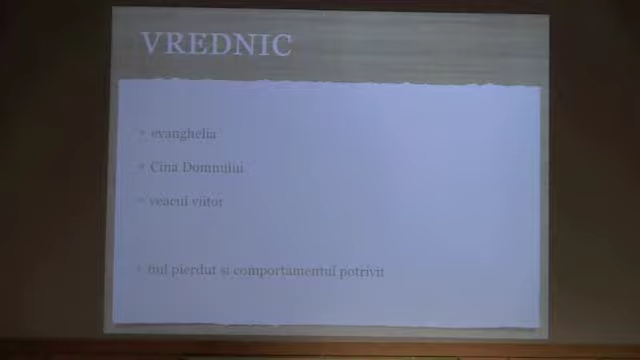 VREDNIC
• evanghelia
• Cina Domnului
• veacul viitor
• fiul pierdut si comportamentul potrivit